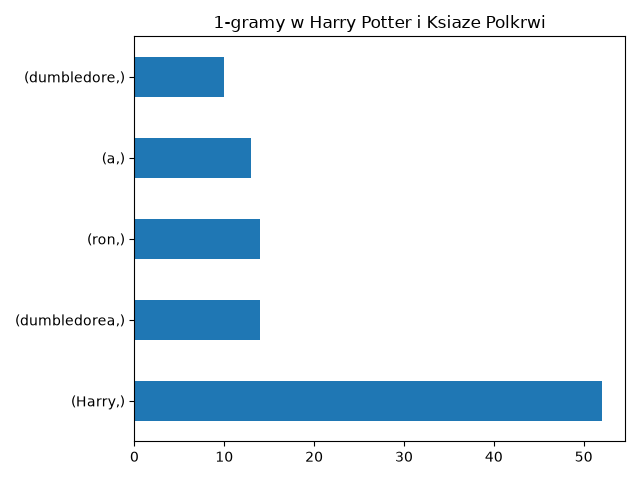 1-gramy w Harry Potter i Ksiaze Polkrwi
(dumbledore,)
(a,)
(ron,)
(dumbledorea,)
(Harry,)
0 10 20 30 40 50